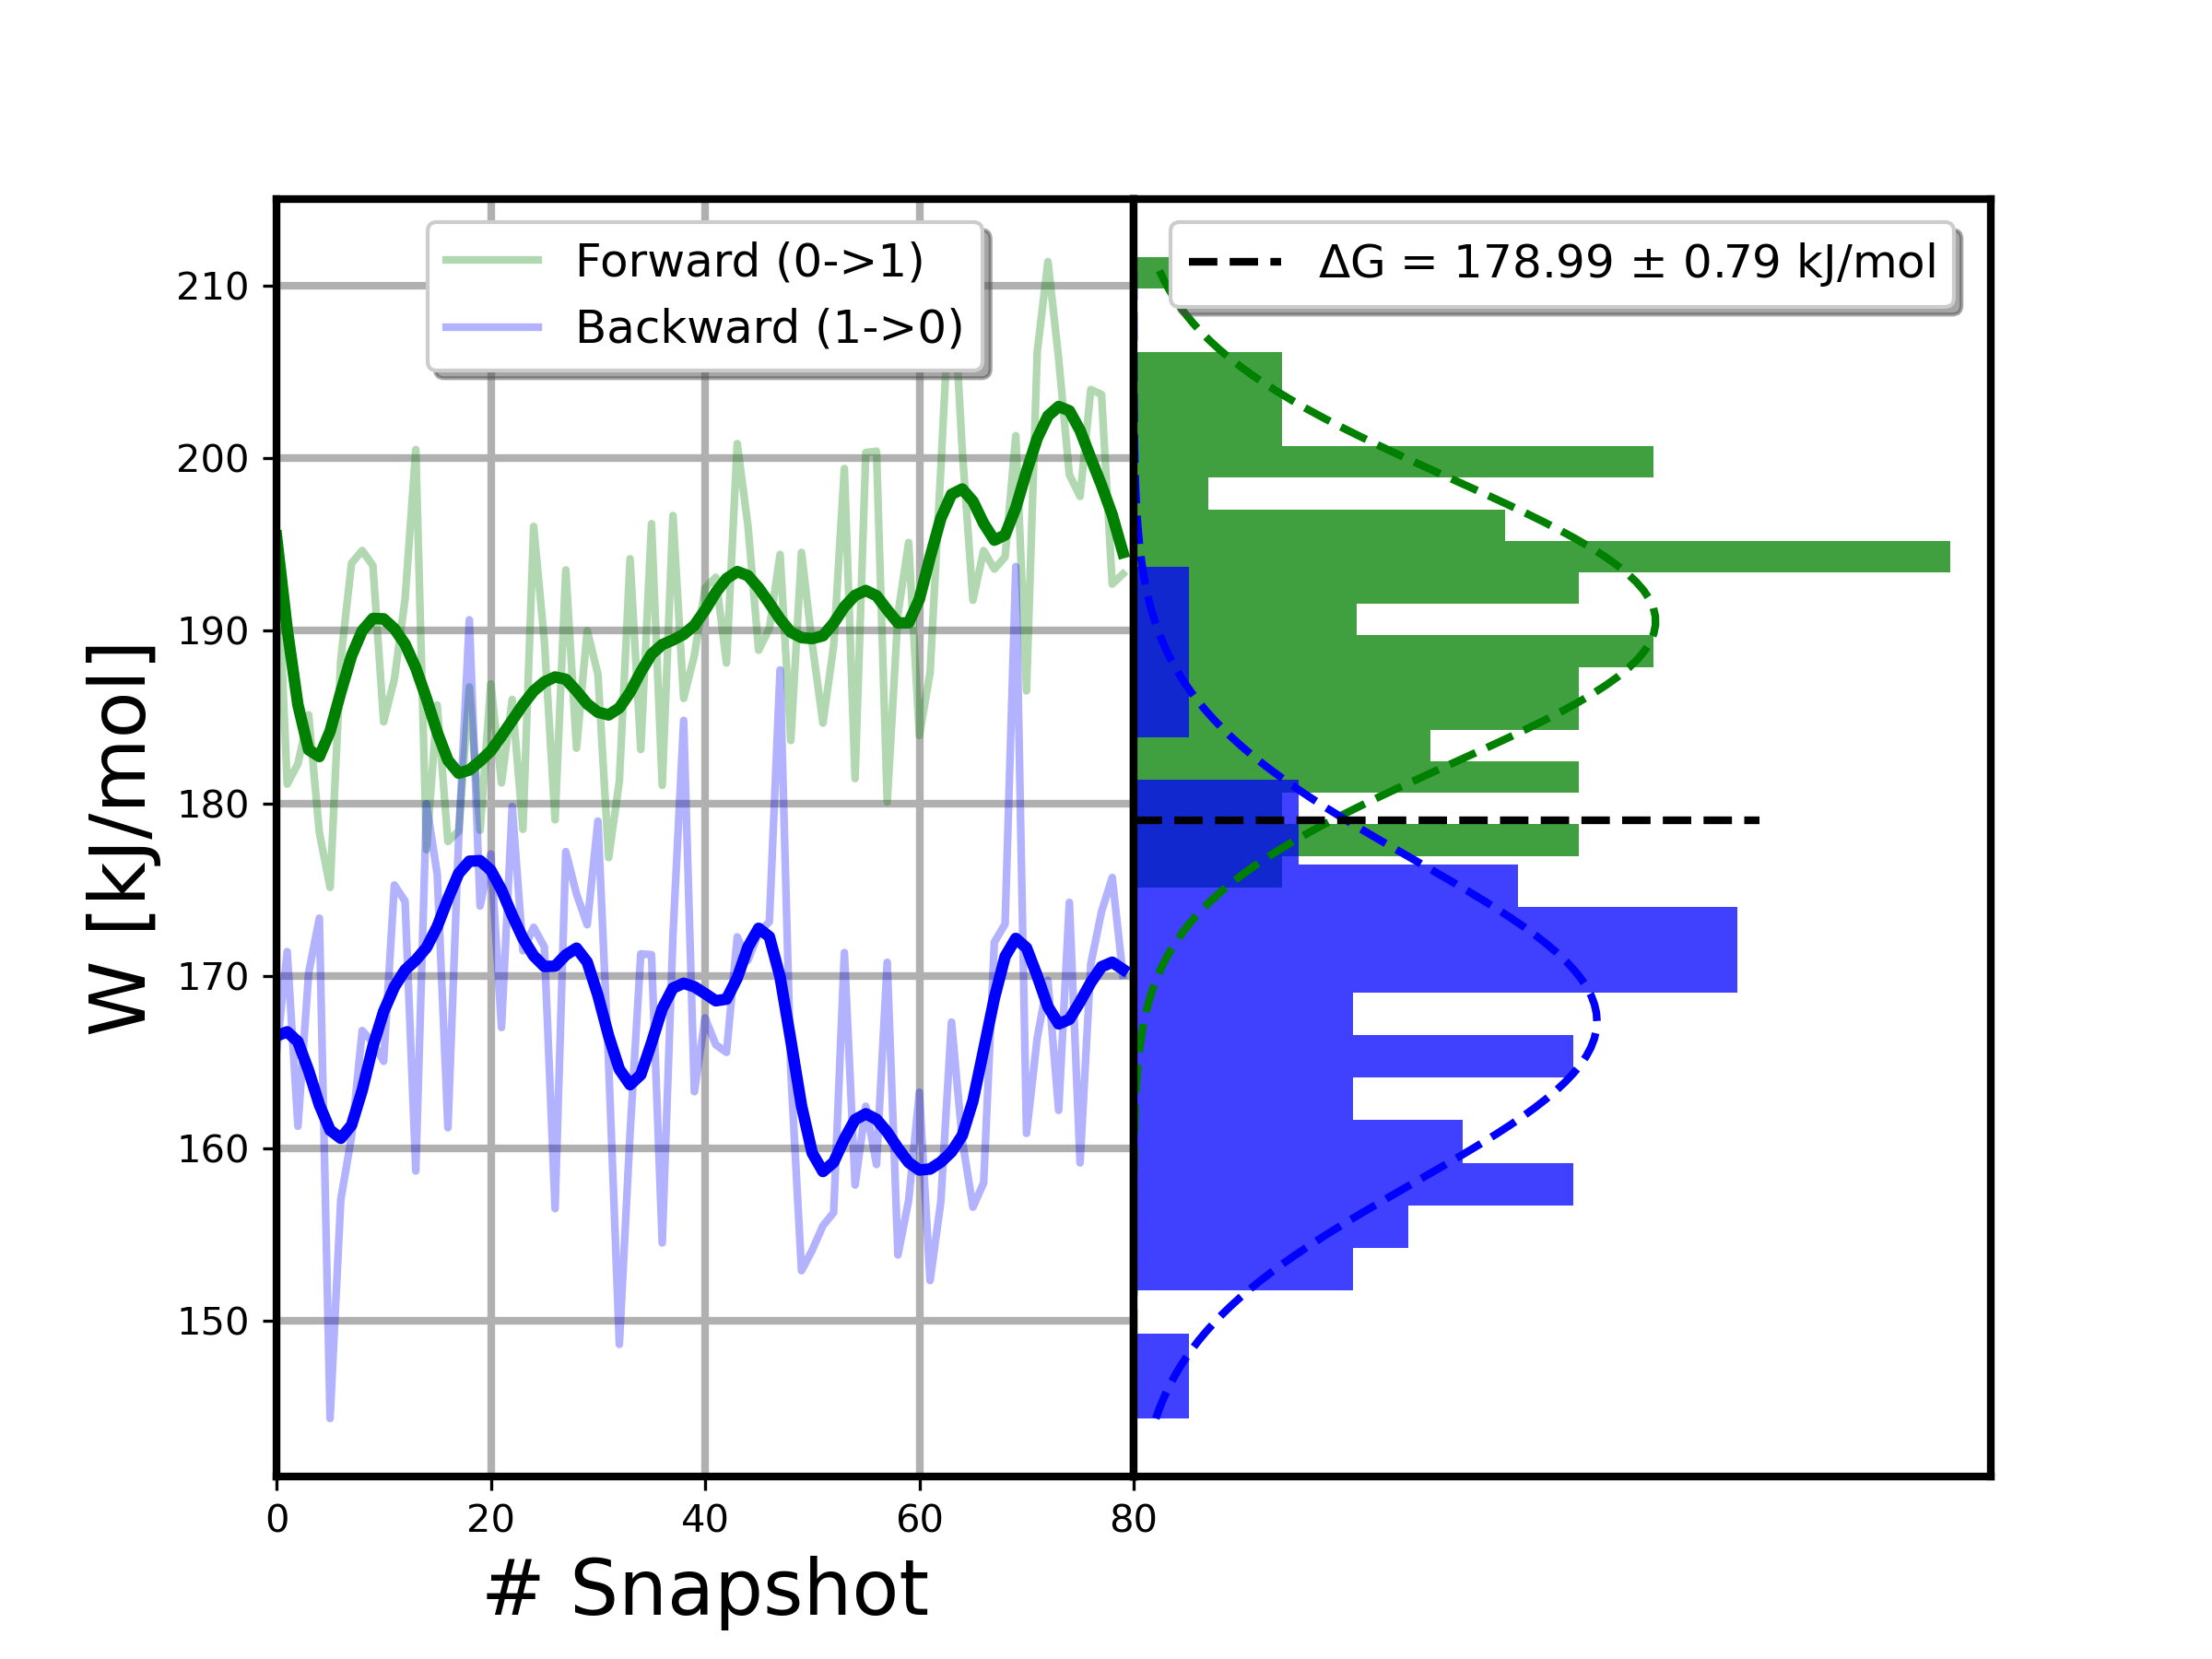 Forward (0->1)
Backward (1->0)
ΔG = 178.99 ± 0.79 kJ/mol
W [kJ/mol]
210
200
190
180
170
160
150
0 20 40 60 80
# Snapshot